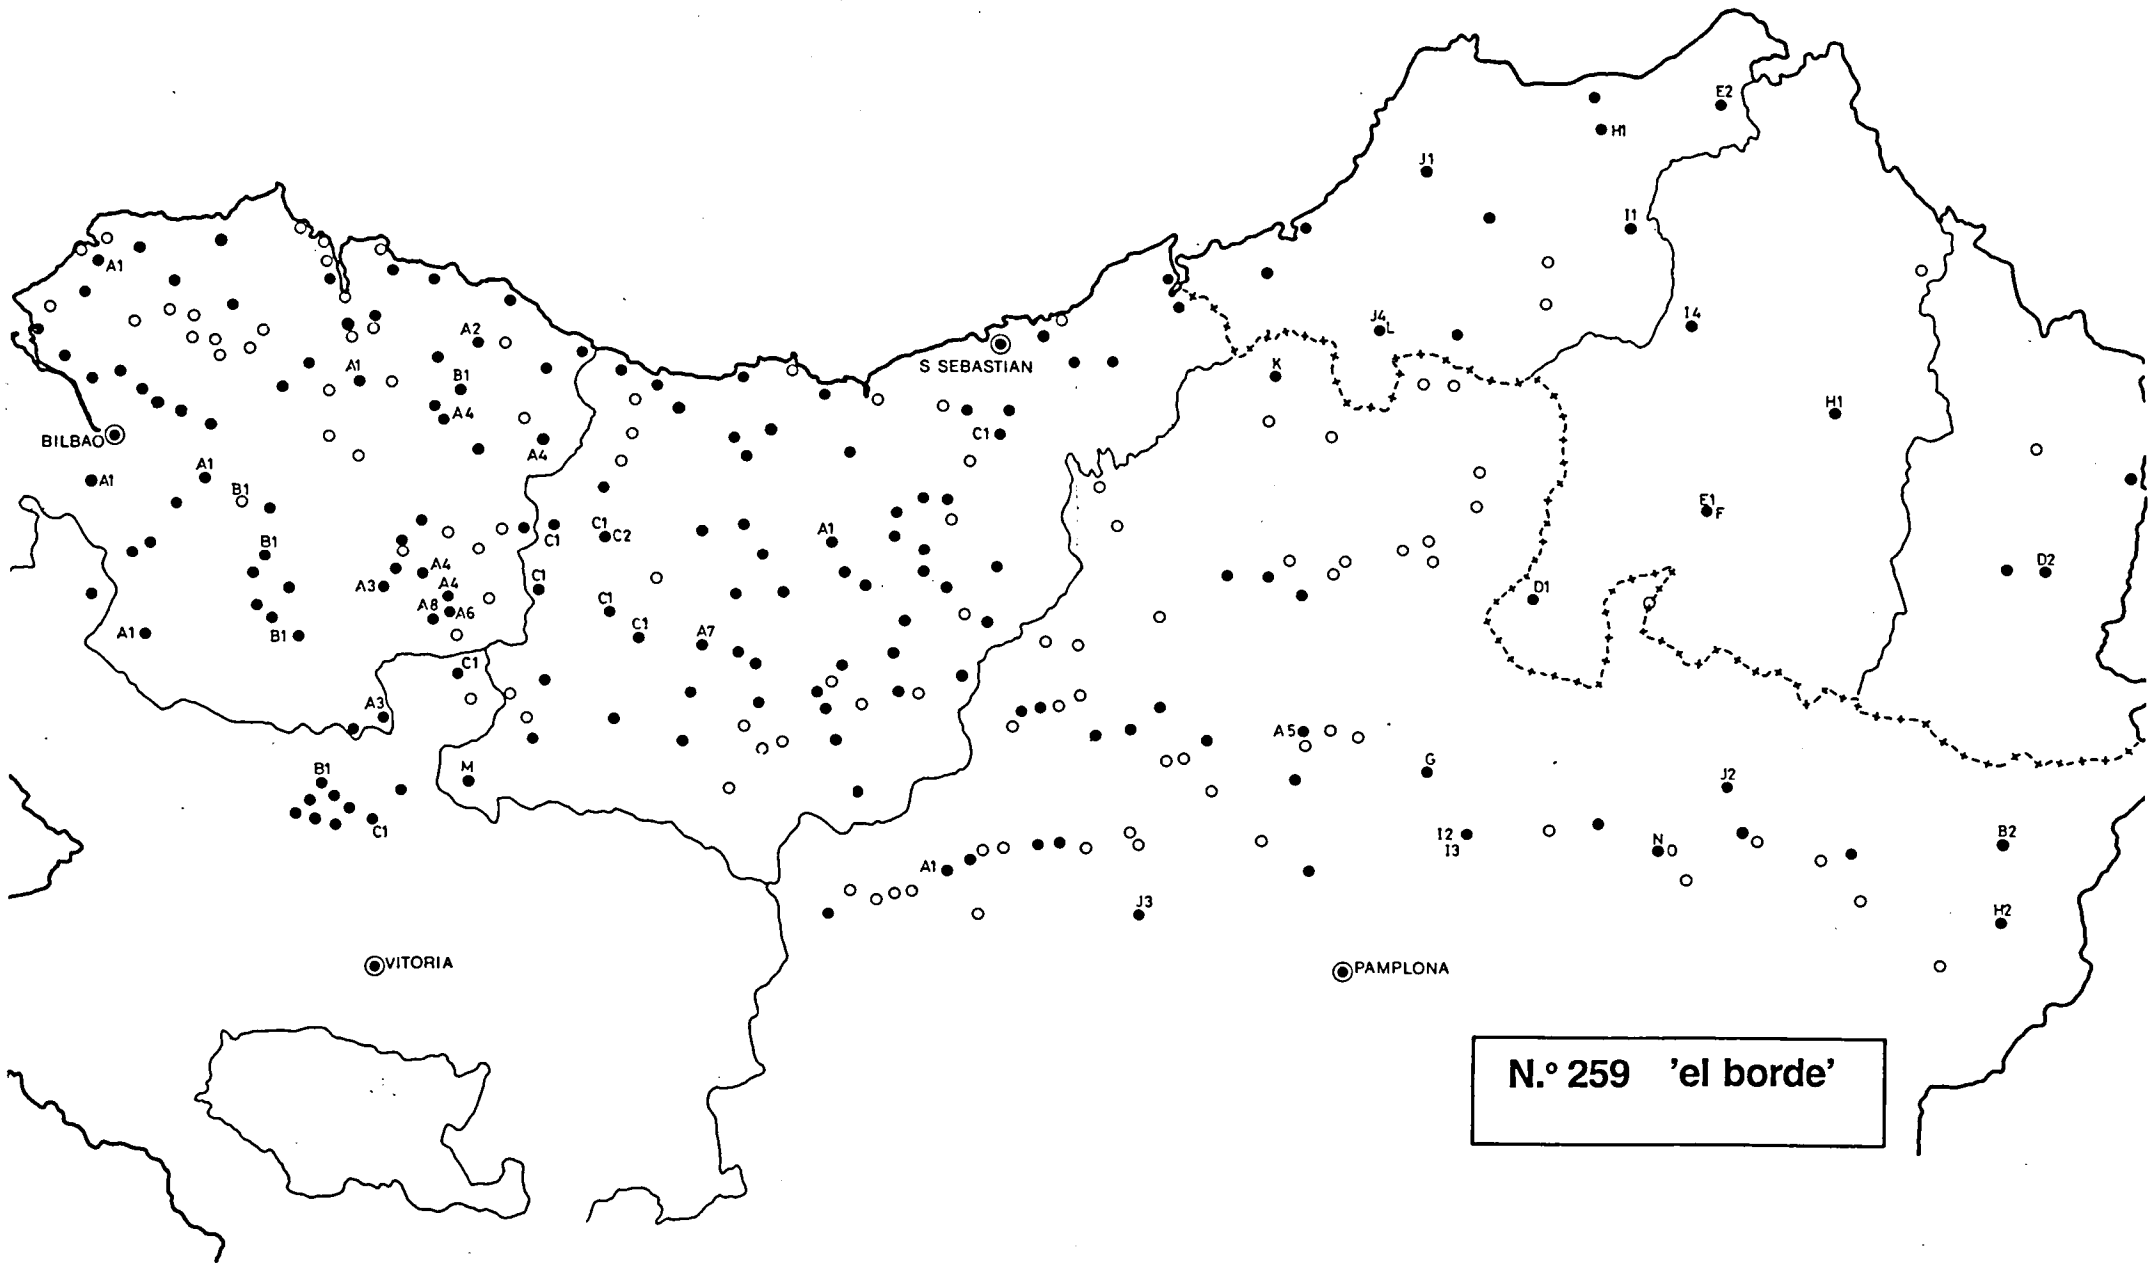 E2
H1
J1
I1
A1
A2
J4 L
I4
S SEBASTIAN
K
A1
B1
A4
H1
BILBAO
C1
A4
A1
A1
B1
E1 F
C1
C2
A1
C1
B1
A4
D2
A3
A4
C1
D1
A8
A6
C1
A1
B1
C1
A7
C1
A3
A5
G
B1
M
J2
C1
I2
I3
N
B2
A1
J3
H2
VITORIA
PAMPLONA
N.º 259 'el borde'